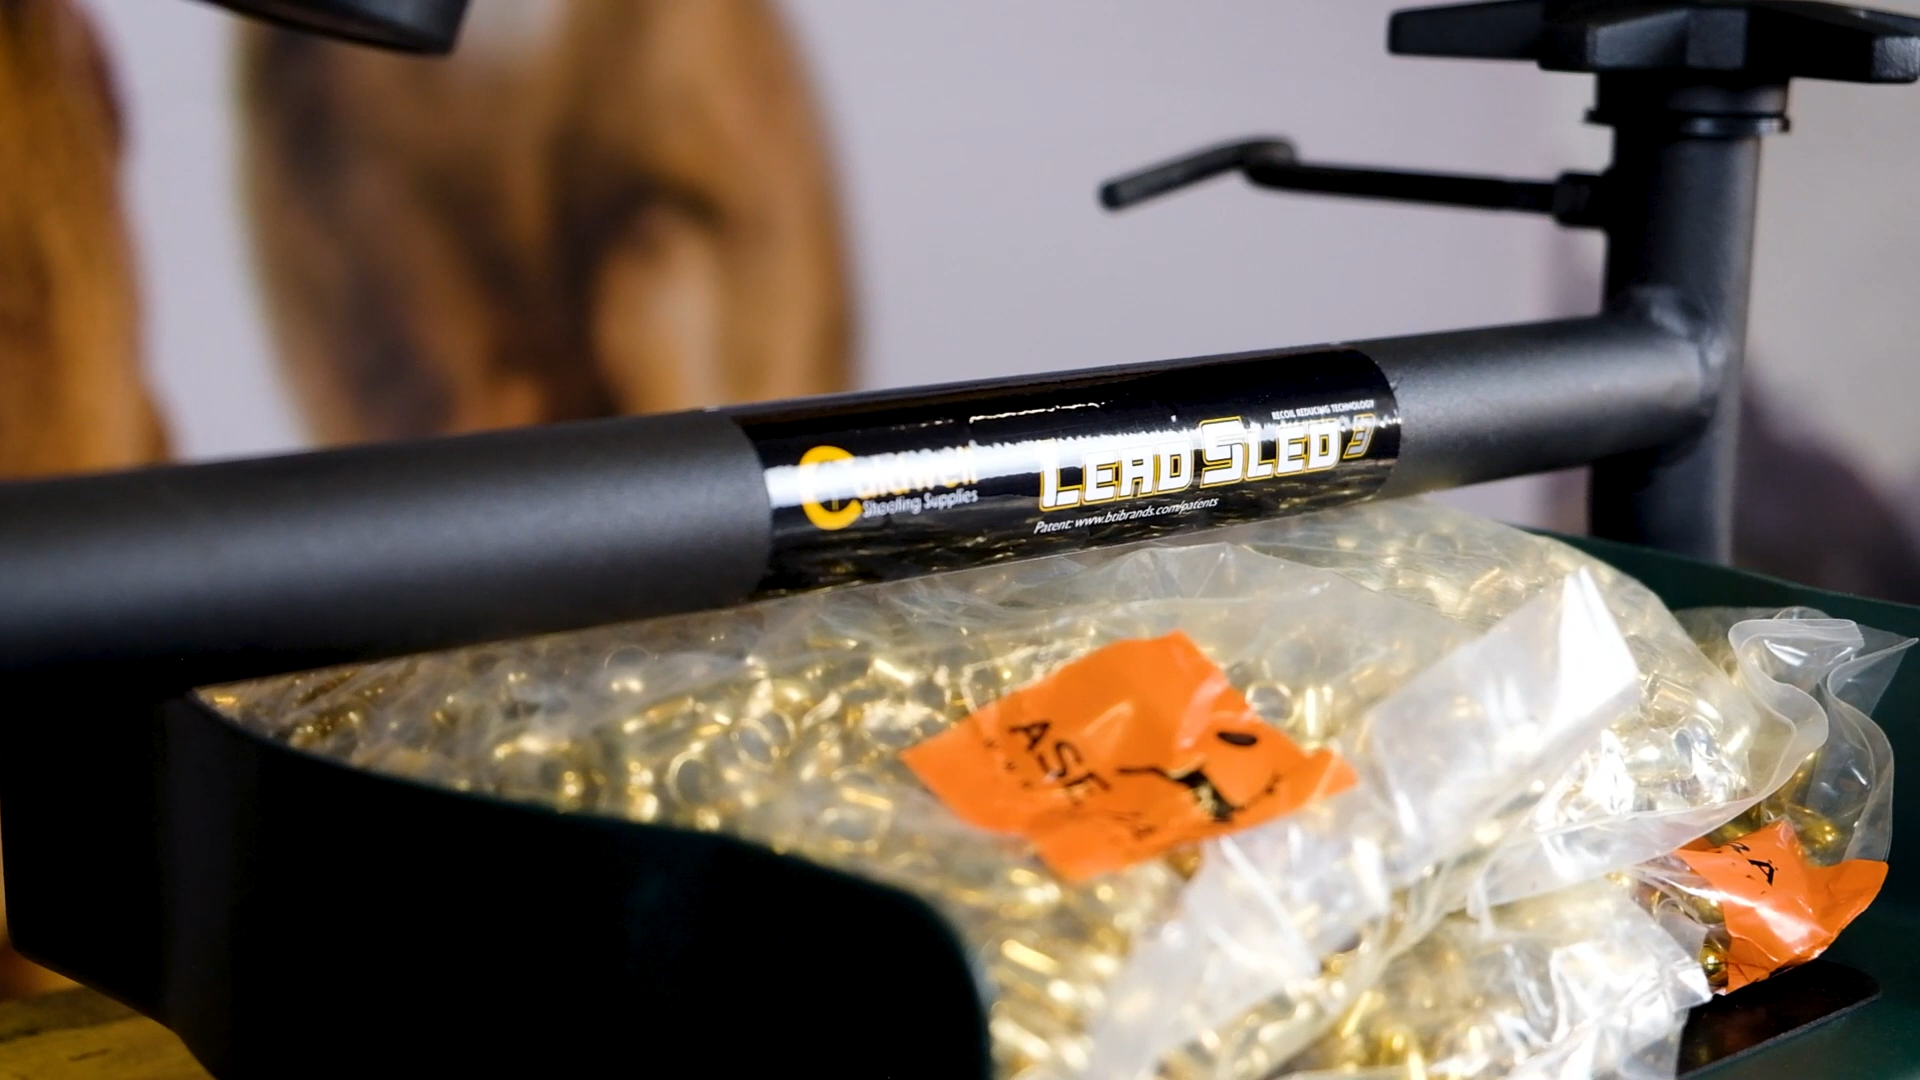 Caldwell
Shooting Supplies
RECOIL REDUCING TECHNOLOGY
LEAD SLED 3
Patent: www.btibrands.com/patents